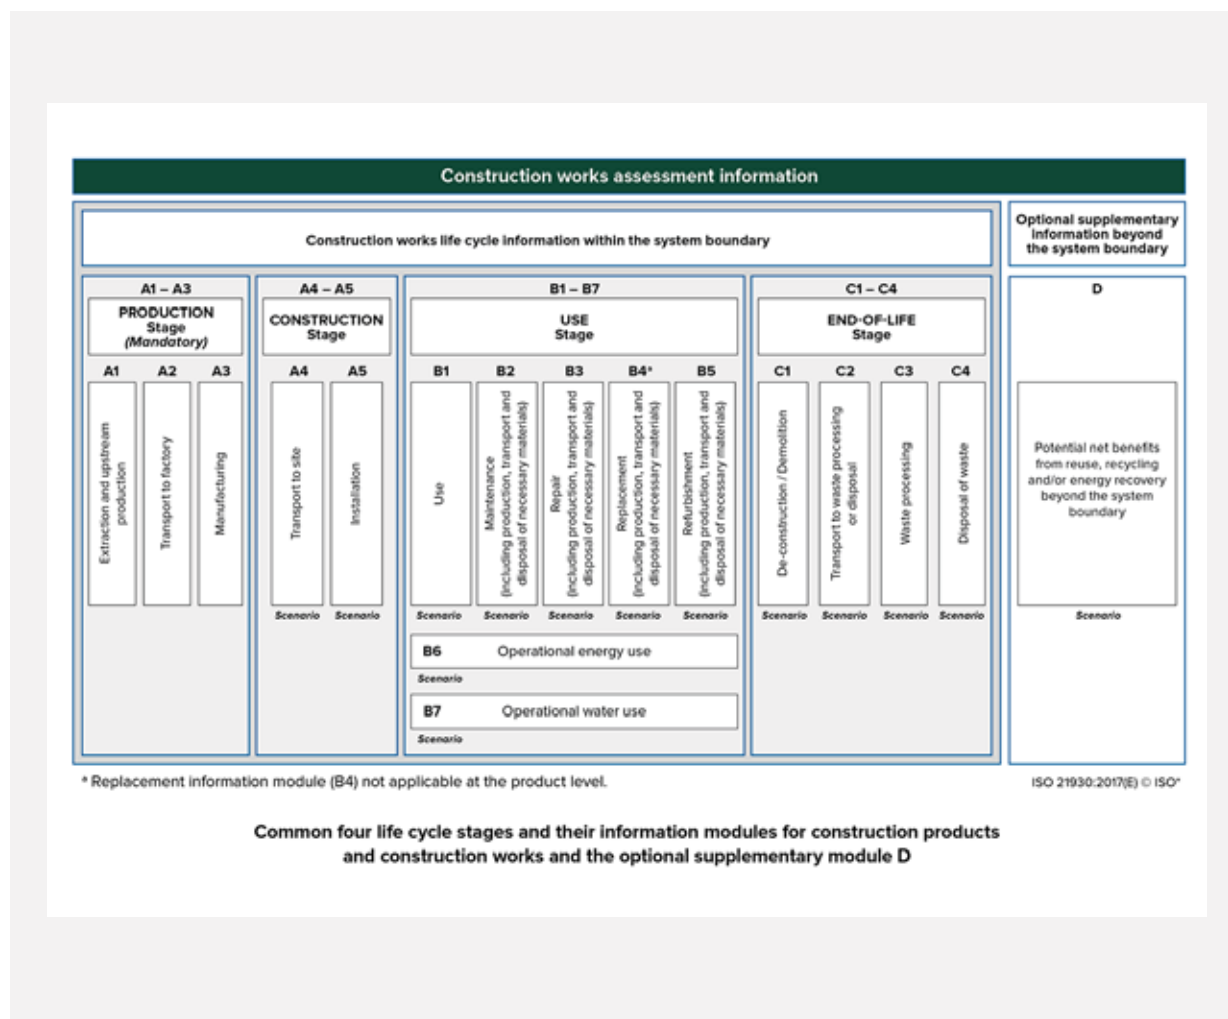 Construction works assessment information
Construction works life cycle information within the system boundary
Optional supplementary
information beyond
the system boundary
A1 – A3
PRODUCTION
Stage
(Mandatory)
A4 – A5
CONSTRUCTION
Stage
B1 – B7
USE
Stage
C1 – C4
END-OF-LIFE
Stage
D
A1
A2
A3
A4
A5
B1
B2
B3
B4ª
B5
C1
C2
C3
C4
Extraction and upstream
production
Transport to factory
Manufacturing
Transport to site
Installation
Use
Maintenance
(including production, transport and
disposal of necessary materials)
Repair
(including production, transport and
disposal of necessary materials)
Replacement
(including production, transport and
disposal of necessary materials)
Refurbishment
(including production, transport and
disposal of necessary materials)
De-construction / Demolition
Transport to waste processing
or disposal
Waste processing
Disposal of waste
Potential net benefits
from reuse, recycling
and/or energy recovery
beyond the system
boundary
Scenario
Scenario
Scenario
Scenario
Scenario
Scenario
Scenario
Scenario
Scenario
Scenario
Scenario
Scenario
B6 Operational energy use
Scenario
B7 Operational water use
Scenario
ª Replacement information module (B4) not applicable at the product level.
ISO 21930:2017(E) © ISO*
Common four life cycle stages and their information modules for construction products
and construction works and the optional supplementary module D